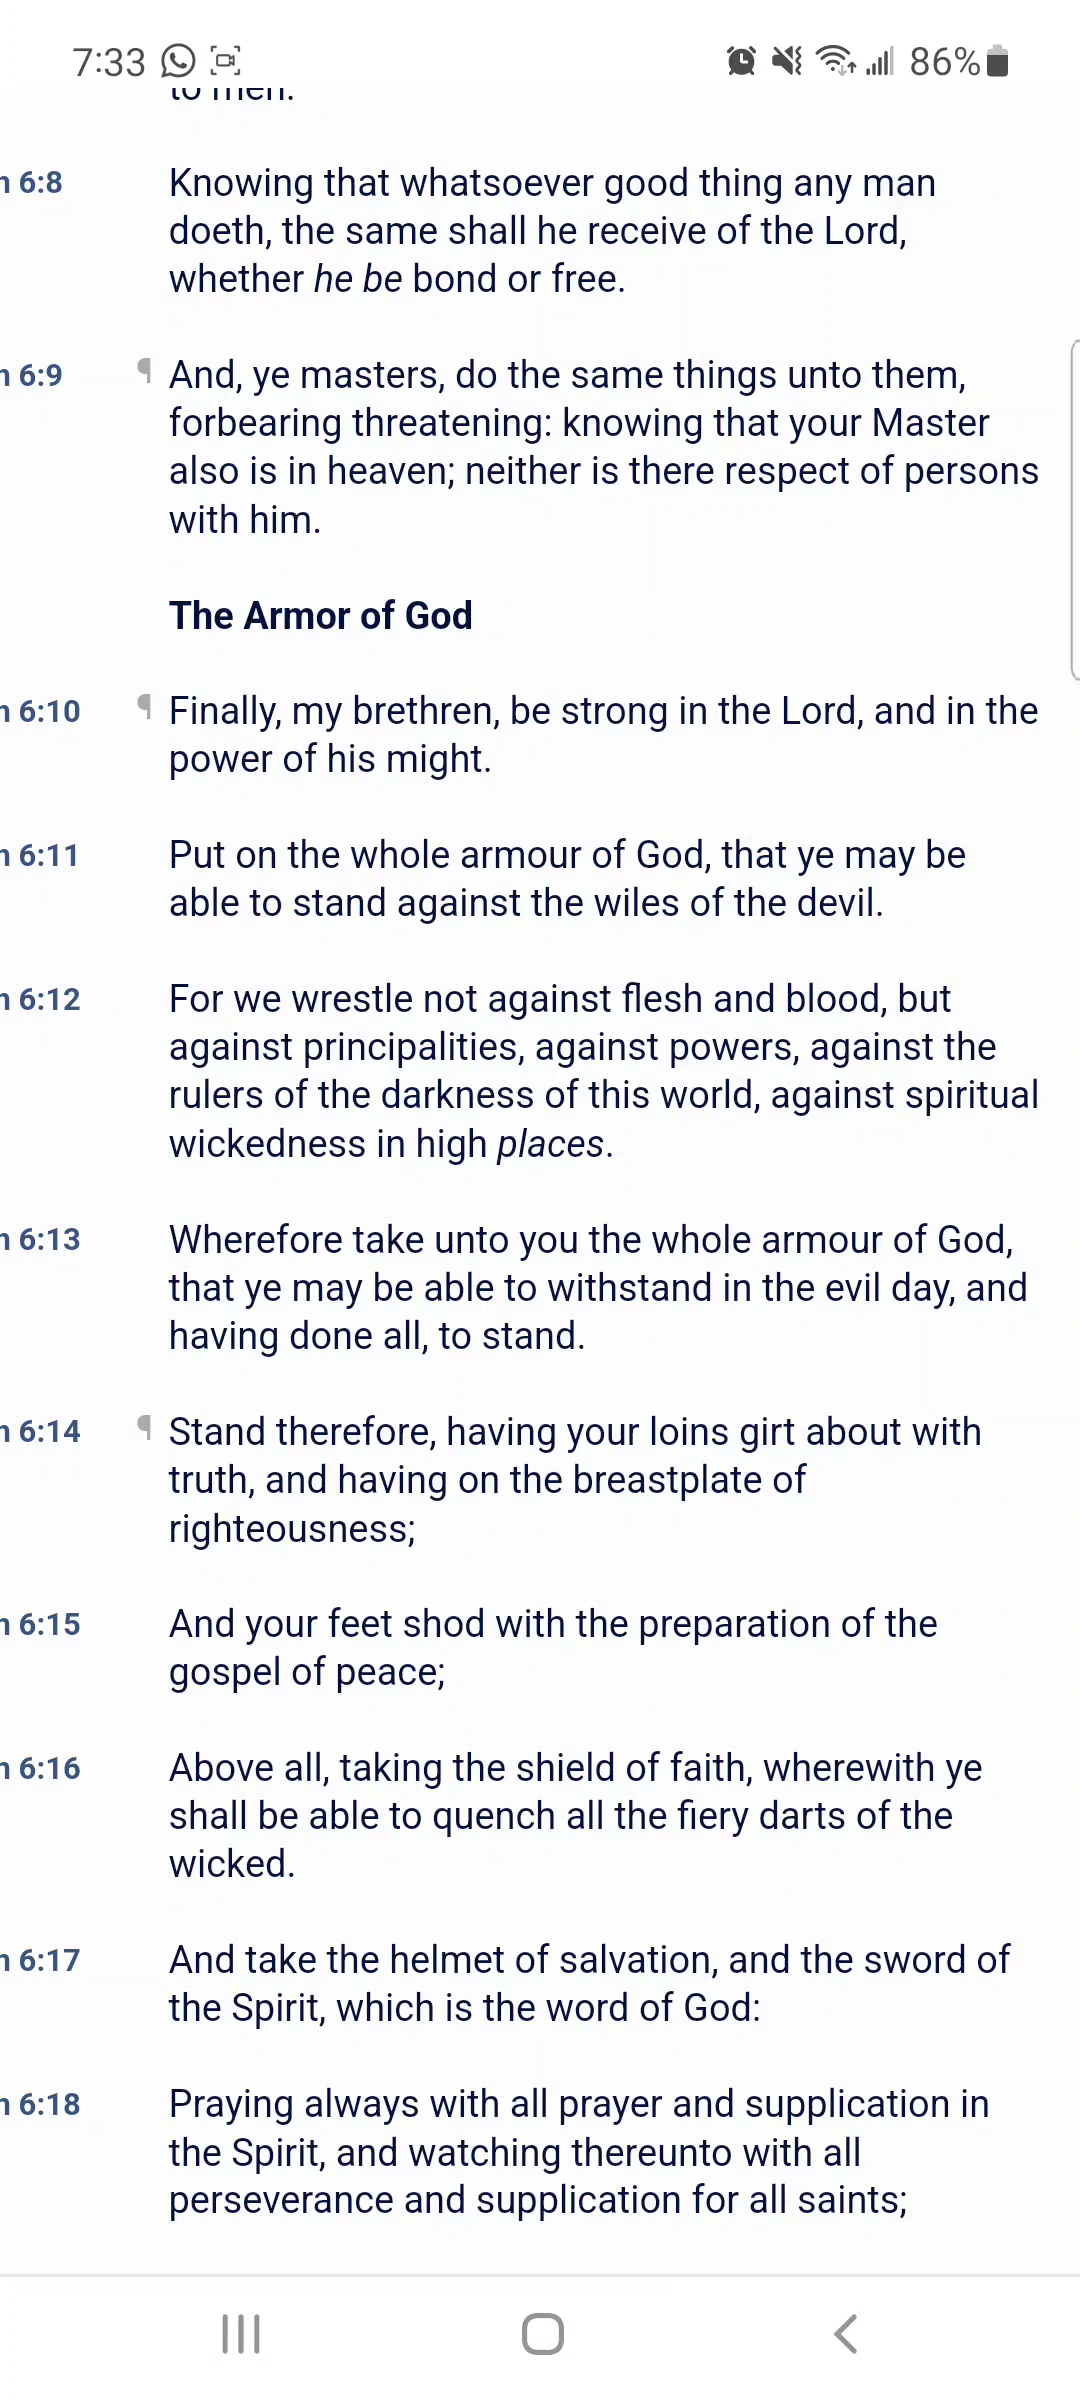 7:33 86%
to men.
n 6:8 Knowing that whatsoever good thing any man
doeth, the same shall he receive of the Lord,
whether he be bond or free.
n 6:9 ¶ And, ye masters, do the same things unto them,
forbearing threatening: knowing that your Master
also is in heaven; neither is there respect of persons
with him.
The Armor of God
n 6:10 ¶ Finally, my brethren, be strong in the Lord, and in the
power of his might.
n 6:11 Put on the whole armour of God, that ye may be
able to stand against the wiles of the devil.
n 6:12 For we wrestle not against flesh and blood, but
against principalities, against powers, against the
rulers of the darkness of this world, against spiritual
wickedness in high places.
n 6:13 Wherefore take unto you the whole armour of God,
that ye may be able to withstand in the evil day, and
having done all, to stand.
n 6:14 ¶ Stand therefore, having your loins girt about with
truth, and having on the breastplate of
righteousness;
n 6:15 And your feet shod with the preparation of the
gospel of peace;
n 6:16 Above all, taking the shield of faith, wherewith ye
shall be able to quench all the fiery darts of the
wicked.
n 6:17 And take the helmet of salvation, and the sword of
the Spirit, which is the word of God:
n 6:18 Praying always with all prayer and supplication in
the Spirit, and watching thereunto with all
perseverance and supplication for all saints;